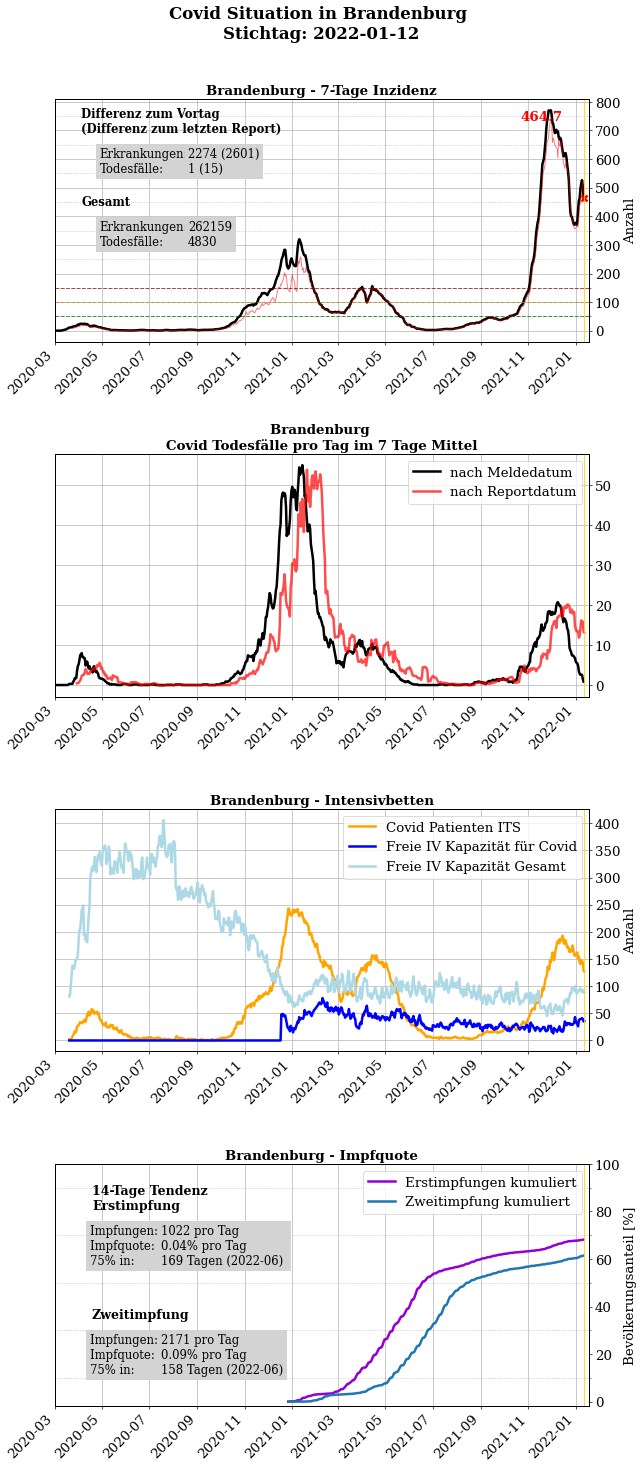 Covid Situation in Brandenburg
Stichtag: 2022-01-12
Brandenburg - 7-Tage Inzidenz
Differenz zum Vortag
(Differenz zum letzten Report)
Erkrankungen 2274 (2601)
Todesfälle: 1 (15)
Gesamt
Erkrankungen 262159
Todesfälle: 4830
464.7
800
700
600
500
400
300
200
100
0
Anzahl
2020-03 2020-05 2020-07 2020-09 2020-11 2021-01 2021-03 2021-05 2021-07 2021-09 2021-11 2022-01
Brandenburg
Covid Todesfälle pro Tag im 7 Tage Mittel
nach Meldedatum
nach Reportdatum
50
40
30
20
10
0
2020-03 2020-05 2020-07 2020-09 2020-11 2021-01 2021-03 2021-05 2021-07 2021-09 2021-11 2022-01
Brandenburg - Intensivbetten
Covid Patienten ITS
Freie IV Kapazität für Covid
Freie IV Kapazität Gesamt
400
350
300
250
200
150
100
50
0
Anzahl
2020-03 2020-05 2020-07 2020-09 2020-11 2021-01 2021-03 2021-05 2021-07 2021-09 2021-11 2022-01
Brandenburg - Impfquote
14-Tage Tendenz
Erstimpfung
Impfungen: 1022 pro Tag
Impfquote: 0.04% pro Tag
75% in: 169 Tagen (2022-06)
Zweitimpfung
Impfungen: 2171 pro Tag
Impfquote: 0.09% pro Tag
75% in: 158 Tagen (2022-06)
Erstimpfungen kumuliert
Zweitimpfung kumuliert
100
80
60
40
20
0
Bevölkerungsanteil [%]
2020-03 2020-05 2020-07 2020-09 2020-11 2021-01 2021-03 2021-05 2021-07 2021-09 2021-11 2022-01